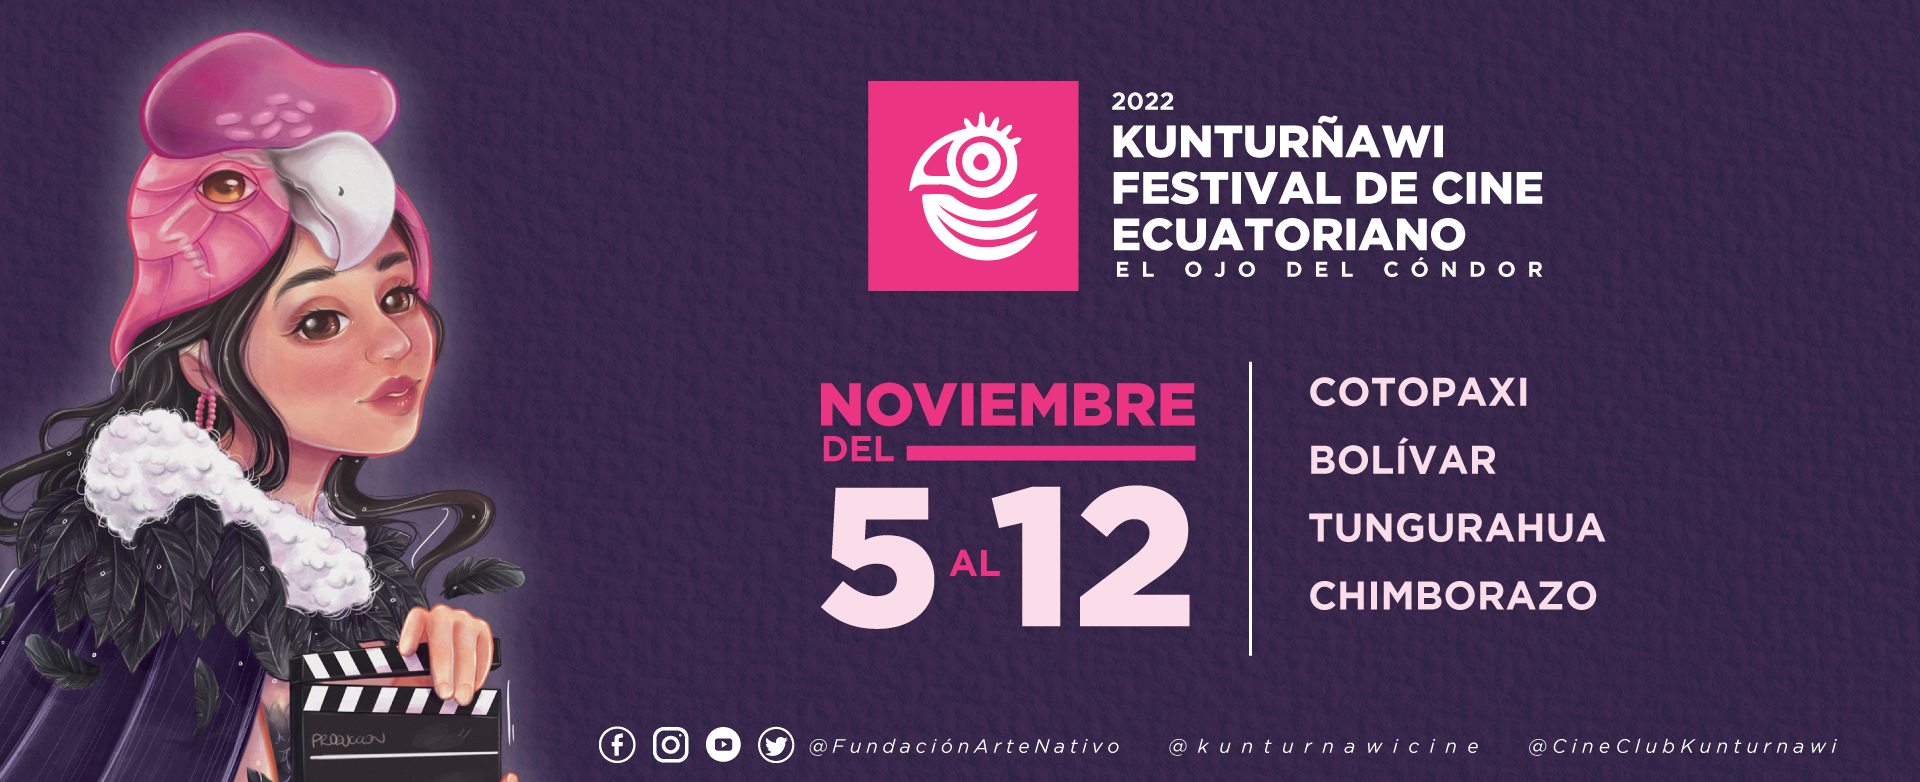 2022
KUNTURÑAWI
FESTIVAL DE CINE
ECUATORIANO
EL OJO DEL CÓNDOR
NOVIEMBRE
DEL
5 AL 12
COTOPAXI
BOLÍVAR
TUNGURAHUA
CHIMBORAZO
PRODUCCION
@FundaciónArteNativo @kunturnawicine @CineClubKunturnawi